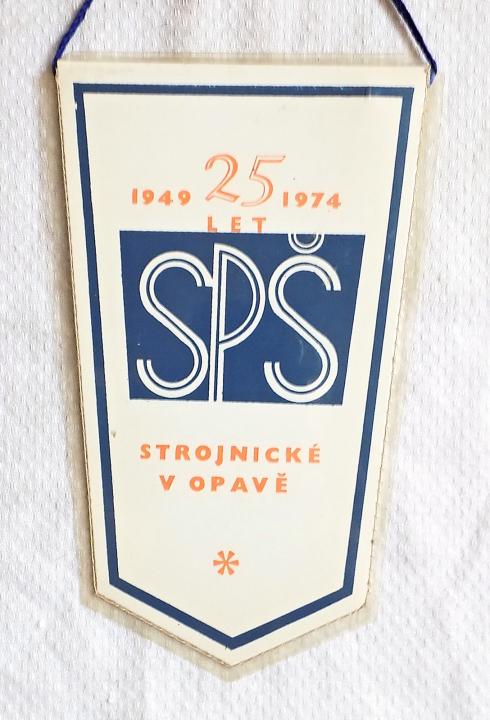 1949 25 1974
LET
SPŠ
STROJNICKÉ
V OPAVĚ
*